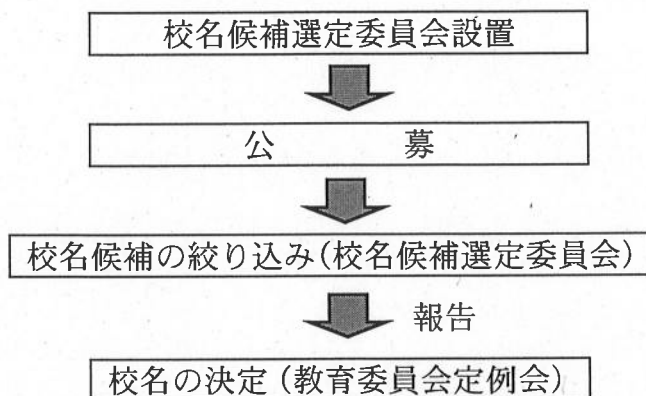 校名候補選定委員会設置
公　　　募
校名候補の絞り込み（校名候補選定委員会）
報告
校名の決定（教育委員会定例会）